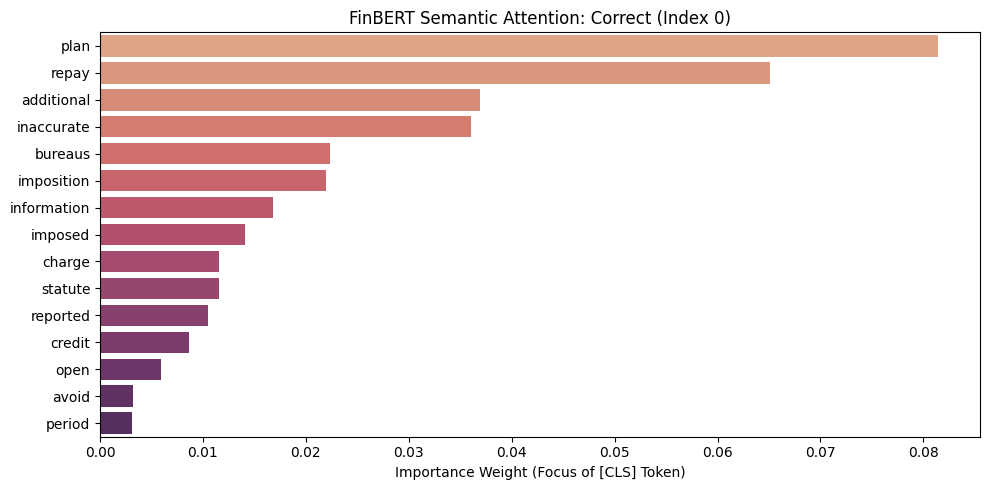 FinBERT Semantic Attention: Correct (Index 0)
plan
repay
additional
inaccurate
bureaus
imposition
information
imposed
charge
statute
reported
credit
open
avoid
period
0.00 0.01 0.02 0.03 0.04 0.05 0.06 0.07 0.08
Importance Weight (Focus of [CLS] Token)